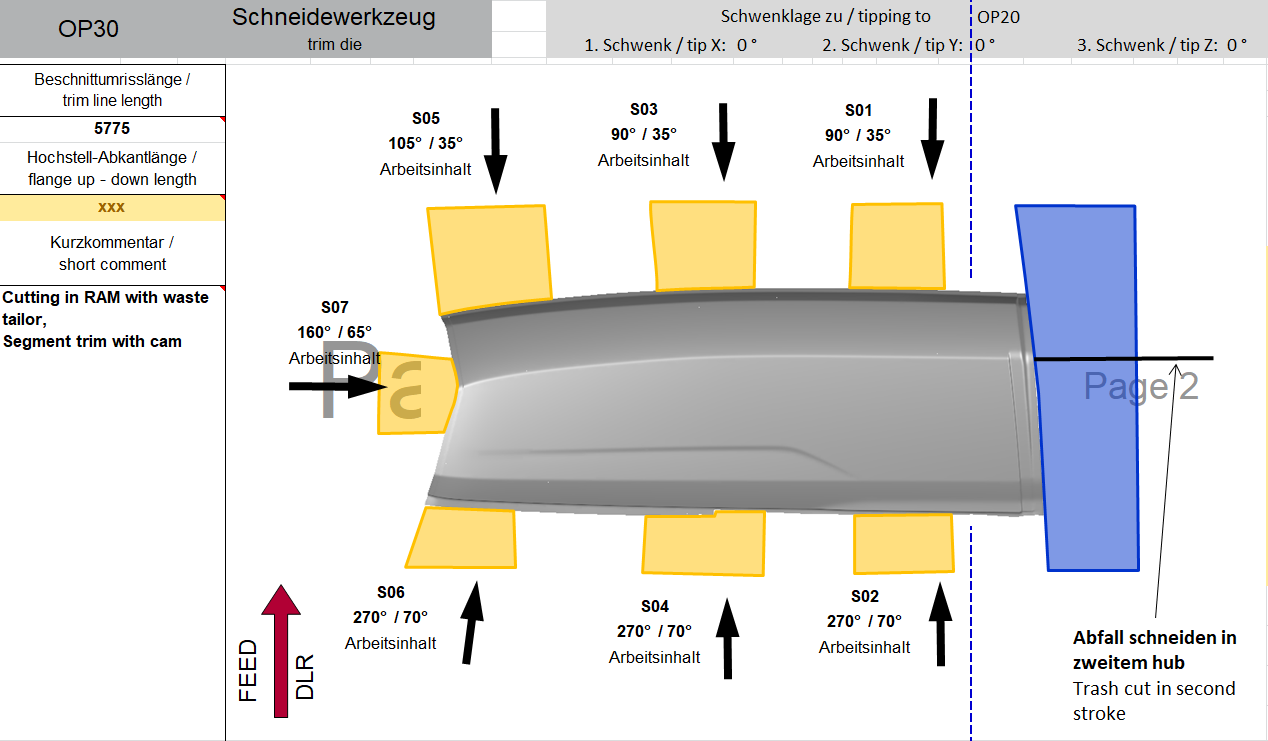 OP30
Schneidewerkzeug
trim die
Schwenklage zu / tipping to
OP20
1. Schwenk / tip X: 0 °
2. Schwenk / tip Y: 0 °
3. Schwenk / tip Z: 0 °
Beschnittumrisslänge /
trim line length
5775
Hochstell-Abkantlänge /
flange up - down length
xxx
Kurzkommentar /
short comment
Cutting in RAM with waste
tailor,
Segment trim with cam
S05
105° / 35°
Arbeitsinhalt
S03
90° / 35°
Arbeitsinhalt
S01
90° / 35°
Arbeitsinhalt
S07
160° / 65°
Arbeitsinhalt
Pa
Page 2
S06
270° / 70°
Arbeitsinhalt
S04
270° / 70°
Arbeitsinhalt
S02
270° / 70°
Arbeitsinhalt
FEED
DLR
Abfall schneiden in
zweitem hub
Trash cut in second
stroke